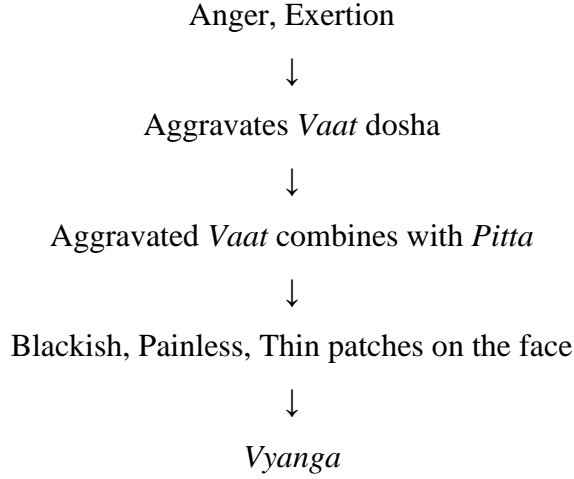 Anger, Exertion
↓
Aggravates Vaat dosha
↓
Aggravated Vaat combines with Pitta
↓
Blackish, Painless, Thin patches on the face
↓
Vyanga